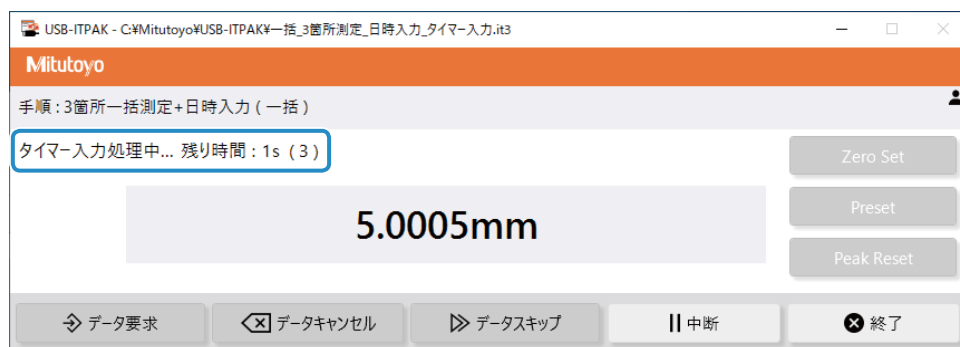 USB-ITPAK - C:¥Mitutoyo¥USB-ITPAK¥一括_3箇所測定_日時入力_タイマー入力.it3
Mitutoyo
手順 : 3箇所一括測定+日時入力 ( 一括 )
タイマー入力処理中... 残り時間 : 1s ( 3 )
Zero Set
5.0005mm
Preset
Peak Reset
データ要求 データキャンセル データスキップ 中断 終了